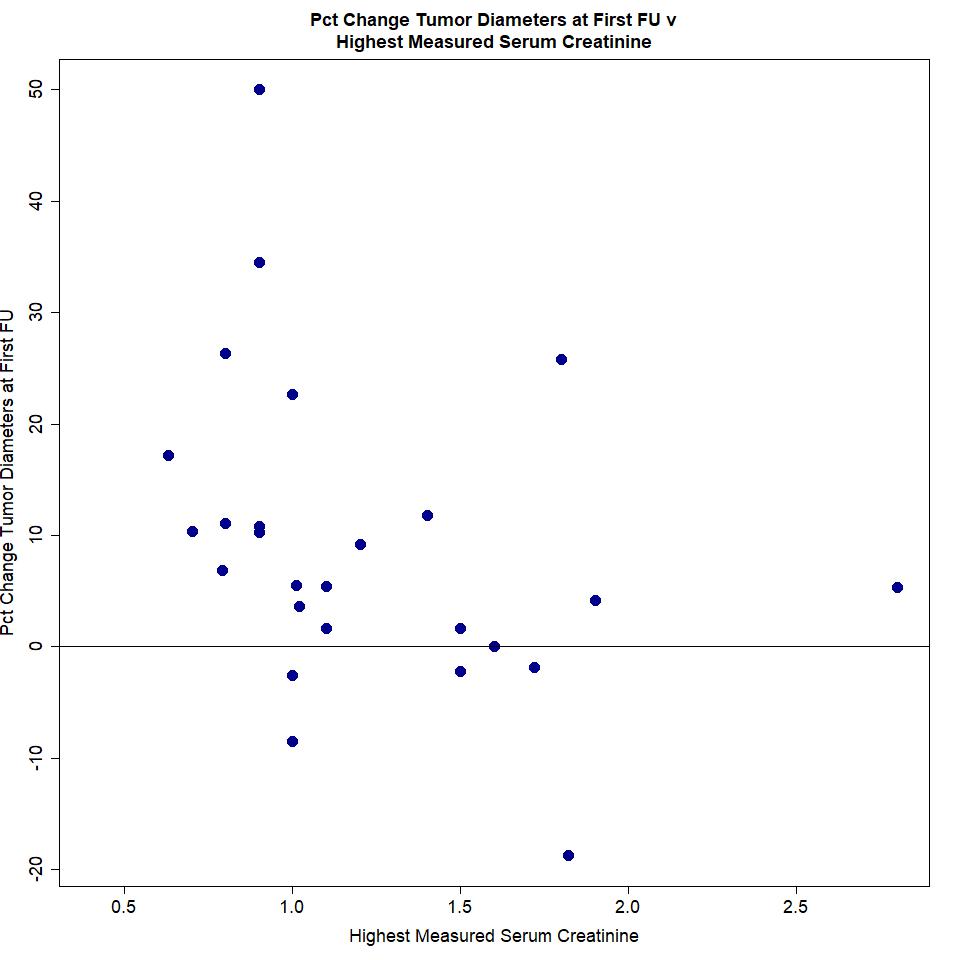 Pct Change Tumor Diameters at First FU v
Highest Measured Serum Creatinine
Pct Change Tumor Diameters at First FU
50
40
30
20
10
0
-10
-20
0.5 1.0 1.5 2.0 2.5
Highest Measured Serum Creatinine